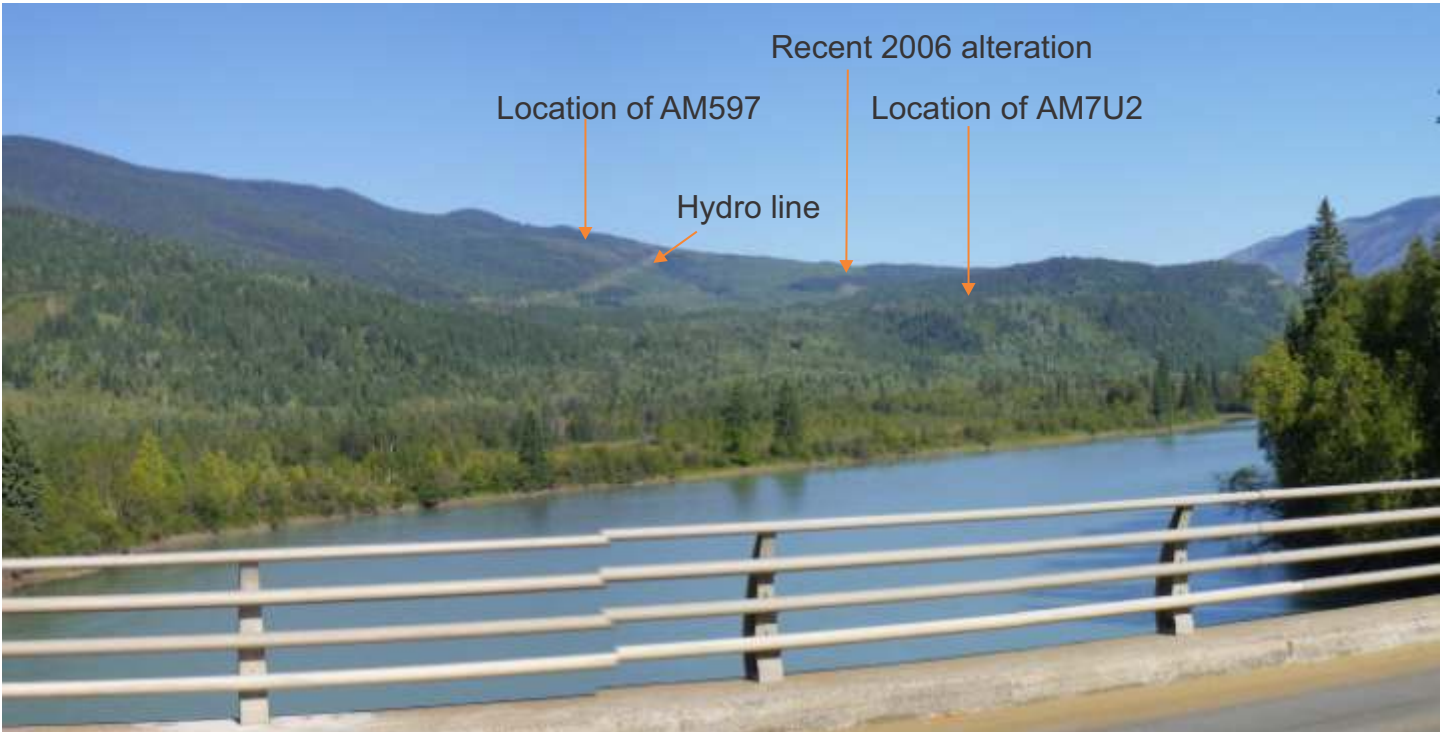 Recent 2006 alteration
Location of AM597
Location of AM7U2
Hydro line